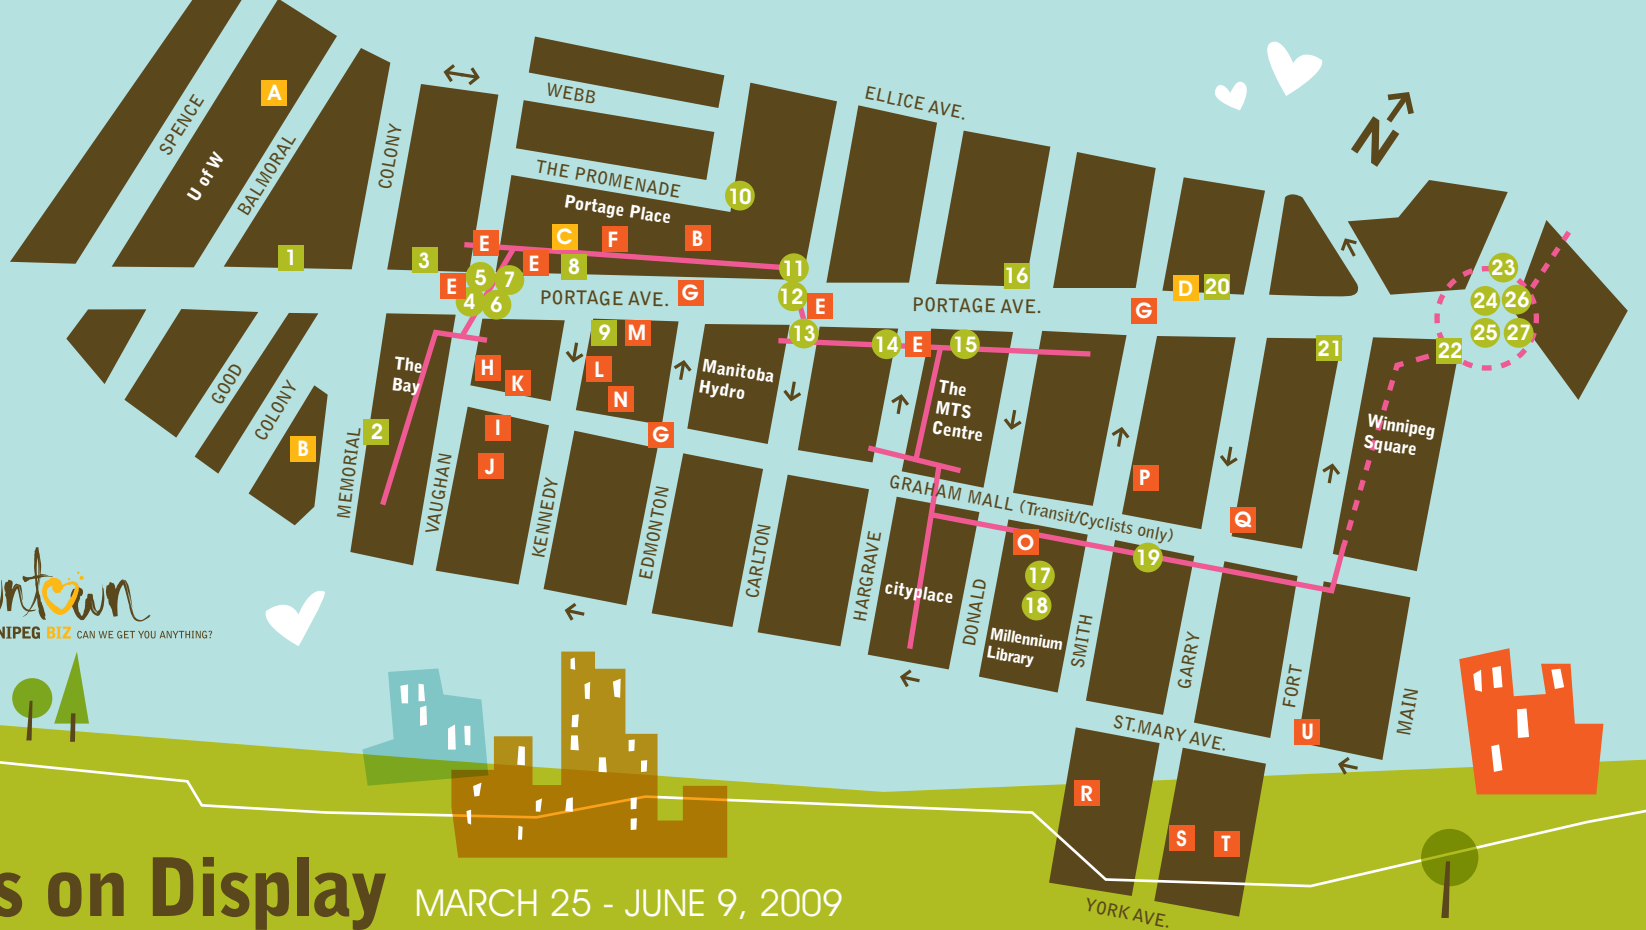 WEBB
ELLICE AVE.
A
SPENCE
U of W
BALMORAL
COLONY
THE PROMENADE
10
Portage Place
1
3
E
C
F
B
E
8
11
5
7
E
4
6
PORTAGE AVE.
G
12
E
PORTAGE AVE.
16
D
20
G
23
24
26
25
27
N
9
M
13
14
E
15
21
22
The
Bay
H
K
L
N
Manitoba
Hydro
The
MTS
Centre
Winnipeg
Square
GOOD
COLONY
B
MEMORIAL
2
VAUGHAN
I
J
G
KENNEDY
EDMONTON
CARLTON
HARGRAVE
GRAHAM MALL (Transit/Cyclists only)
P
Q
O
19
17
18
cityplace
DONALD
Millennium
Library
SMITH
GARRY
FORT
MAIN
U
ST.MARY AVE.
R
S
T
YORK AVE.
ntown
NIPEG BIZ CAN WE GET YOU ANYTHING?
s on Display
MARCH 25 - JUNE 9, 2009